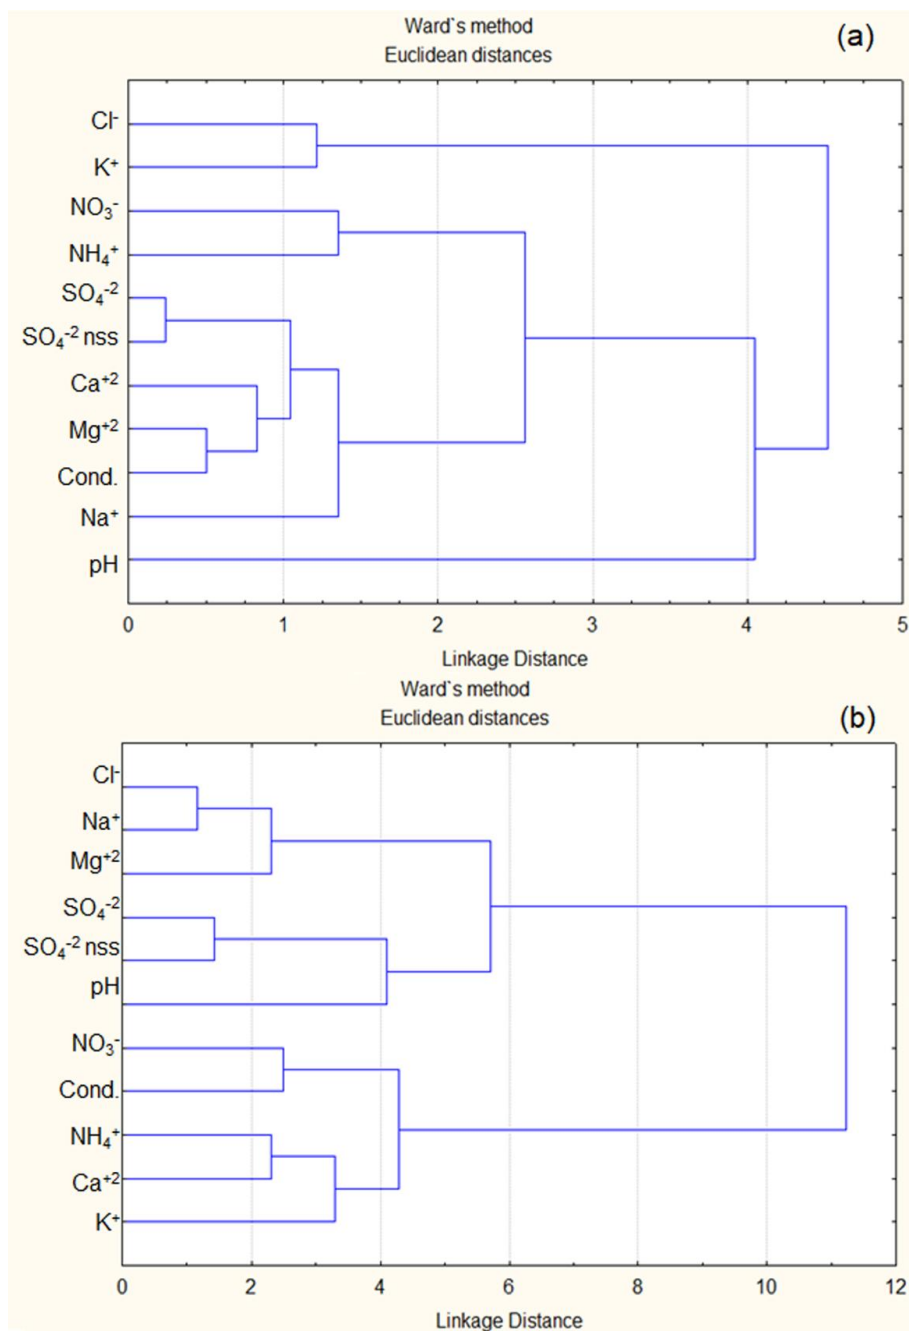 Ward`s method
Euclidean distances
(a)
Cl⁻
K⁺
NO₃⁻
NH₄⁺
SO₄⁻²
SO₄⁻² nss
Ca⁺²
Mg⁺²
Cond.
Na⁺
pH
0 1 2 3 4 5
Linkage Distance
Ward`s method
Euclidean distances
(b)
Cl⁻
Na⁺
Mg⁺²
SO₄⁻²
SO₄⁻² nss
pH
NO₃⁻
Cond.
NH₄⁺
Ca⁺²
K⁺
0 2 4 6 8 10 12
Linkage Distance